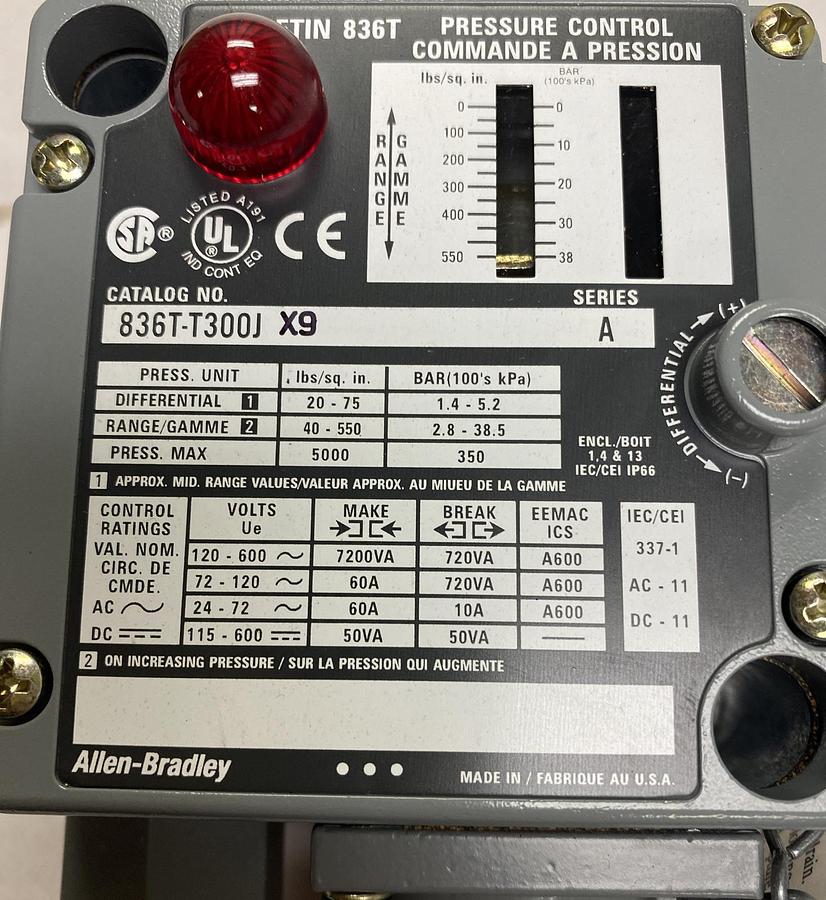 836T
PRESSURE CONTROL
COMMANDE A PRESSION
lbs/sq. in.
BAR
(100's kPa)
RANGE
GAMME
0
100
200
300
400
550
0
10
20
30
38
LISTED A191
SA ®
UL ®
CE
IND CONT EQ
CATALOG NO.
SERIES
836T-T300J X9
A
(+)
DIFFERENTIAL
(-)
PRESS. UNIT lbs/sq. in. BAR(100's kPa)
DIFFERENTIAL 1 20 - 75 1.4 - 5.2
RANGE/GAMME 2 40 - 550 2.8 - 38.5
PRESS. MAX 5000 350
ENCL./BOIT
1,4 & 13
IEC/CEI IP66
1 APPROX. MID. RANGE VALUES/VALEUR APPROX. AU MIUEU DE LA GAMME
CONTROL
RATINGS
VAL. NOM.
CIRC. DE
CMDE.
AC
DC
VOLTS
Ue
MAKE
BREAK
EEMAC
ICS
120 - 600 7200VA 720VA A600
72 - 120 60A 720VA A600
24 - 72 60A 10A A600
115 - 600 50VA 50VA
IEC/CEI
337-1
AC - 11
DC - 11
2 ON INCREASING PRESSURE / SUR LA PRESSION QUI AUGMENTE
Allen-Bradley
MADE IN / FABRIQUE AU U.S.A.